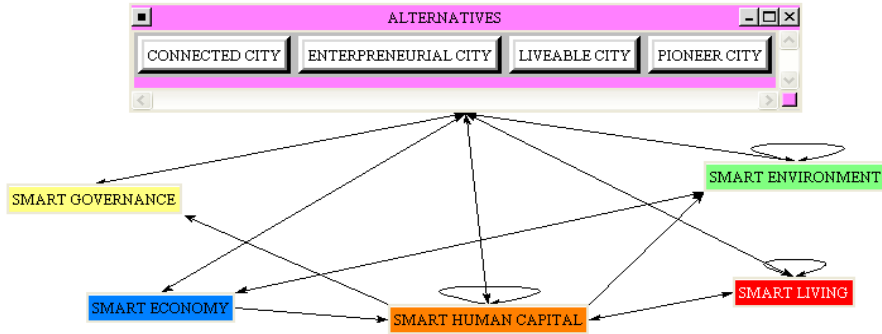 ALTERNATIVES
CONNECTED CITY
ENTERPRENEURIAL CITY
LIVEABLE CITY
PIONEER CITY
SMART ENVIRONMENT
SMART GOVERNANCE
SMART LIVING
SMART ECONOMY
SMART HUMAN CAPITAL